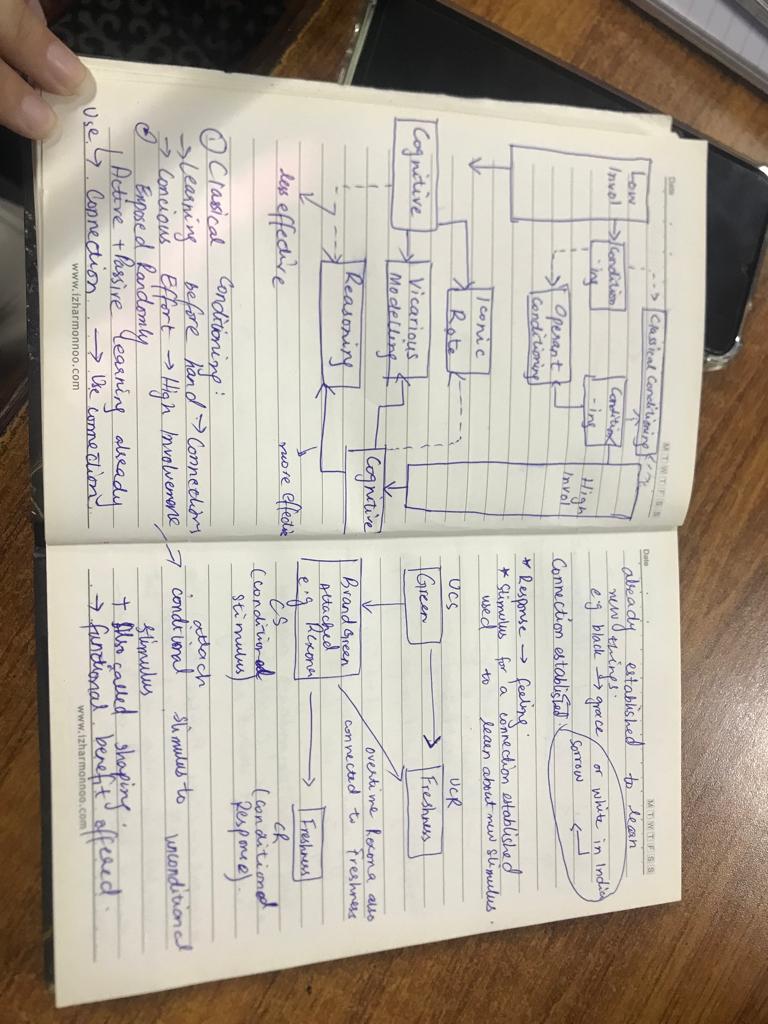 Date
M T W T F S S
Classical Conditioning
Low
Invol
Condition
ing
Condition
-ing
High
Invol
Operant
Conditioning
Iconic
Rote
Cognitive
Vicarious
Modelling
Cognitive
Reasoning
less effective
more effective
① Classical Conditioning:
→ Learning before hand → Connections
→ Concious Effort → High Involvement
② Exposed Randomly
Active + Passive learning already
Use → Connection → Use connection.
www.izharmonnoo.com
Date
M T W T F S S
already established to learn
new things.
e.g black → grace or white in India
sorrow
Connection established
* Response → feeling.
* Stimulus for a connection established
used to learn about new stimulus.
UCS UCR
Green → Freshness
overtime Rexona also
connected to Freshness
Brand Green
Attached
e.g Rexona → Freshness
CS CR
(conditioned (conditioned
stimulus) Response).
attach
conditional stimulus to unconditional
stimulus
+ Also called shaping.
→ functional benefit offered.
www.izharmonnoo.com